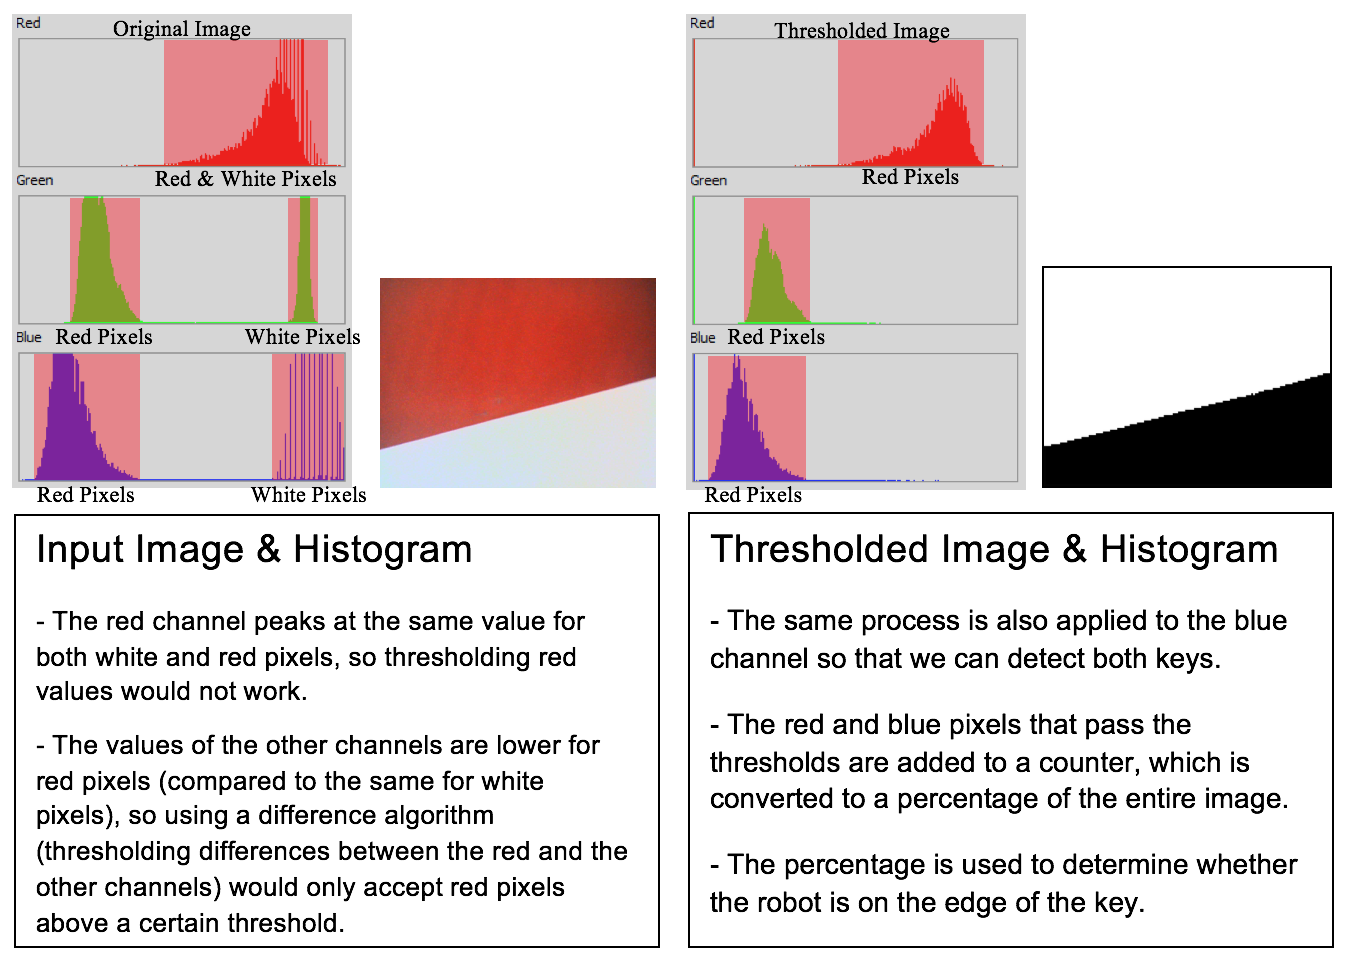 Red
Original Image
Red & White Pixels
Green
Red Pixels
White Pixels
Blue
Red Pixels
White Pixels
Red
Thresholded Image
Red Pixels
Green
Red Pixels
Blue
Red Pixels
Input Image & Histogram
- The red channel peaks at the same value for
both white and red pixels, so thresholding red
values would not work.
- The values of the other channels are lower for
red pixels (compared to the same for white
pixels), so using a difference algorithm
(thresholding differences between the red and the
other channels) would only accept red pixels
above a certain threshold.
Thresholded Image & Histogram
- The same process is also applied to the blue
channel so that we can detect both keys.
- The red and blue pixels that pass the
thresholds are added to a counter, which is
converted to a percentage of the entire image.
- The percentage is used to determine whether
the robot is on the edge of the key.